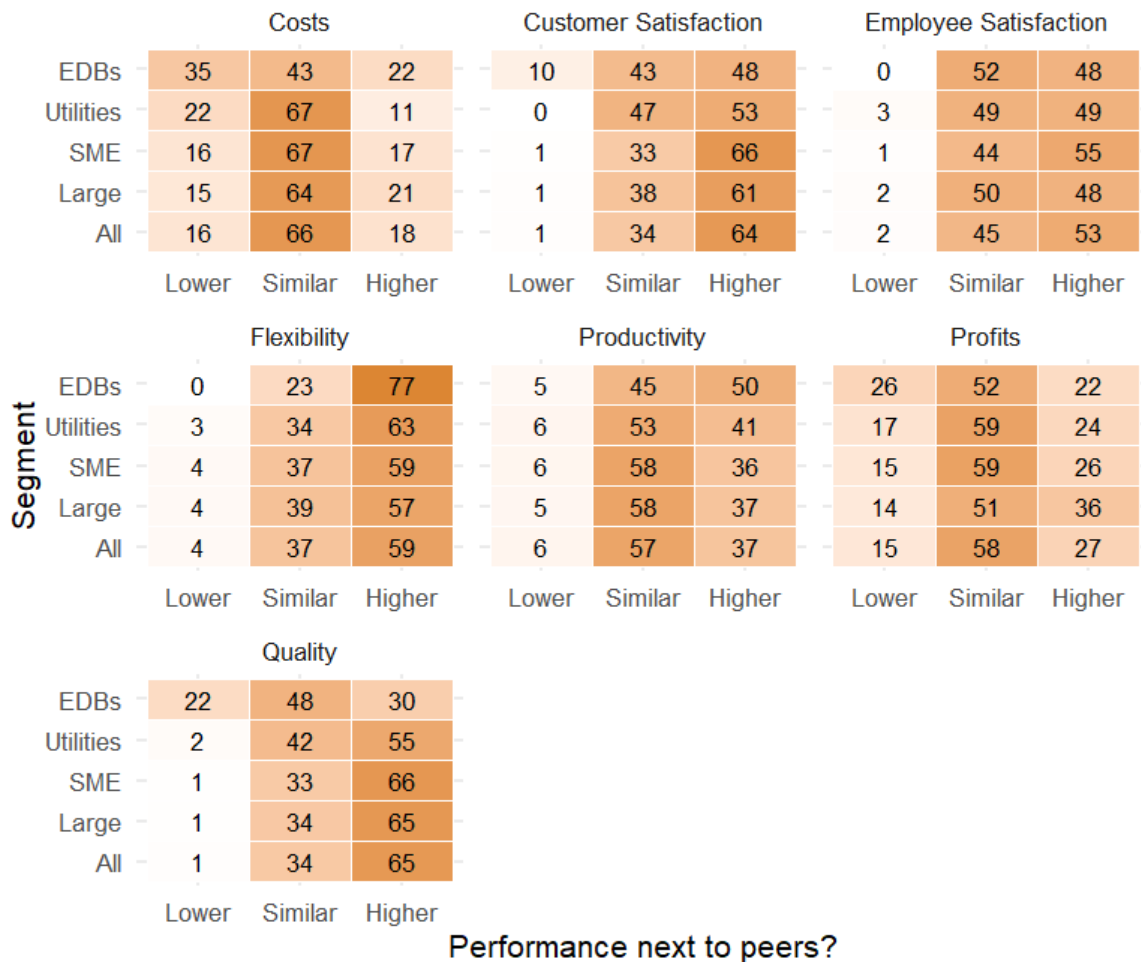 Costs Customer Satisfaction Employee Satisfaction
EDBs 35 43 22 10 43 48 0 52 48
Utilities 22 67 11 0 47 53 3 49 49
SME 16 67 17 1 33 66 1 44 55
Large 15 64 21 1 38 61 2 50 48
All 16 66 18 1 34 64 2 45 53
Lower Similar Higher Lower Similar Higher Lower Similar Higher
Flexibility Productivity Profits
EDBs 0 23 77 5 45 50 26 52 22
Utilities 3 34 63 6 53 41 17 59 24
SME 4 37 59 6 58 36 15 59 26
Large 4 39 57 5 58 37 14 51 36
All 4 37 59 6 57 37 15 58 27
Segment
Lower Similar Higher Lower Similar Higher Lower Similar Higher
Quality
EDBs 22 48 30
Utilities 2 42 55
SME 1 33 66
Large 1 34 65
All 1 34 65
Lower Similar Higher
Performance next to peers?